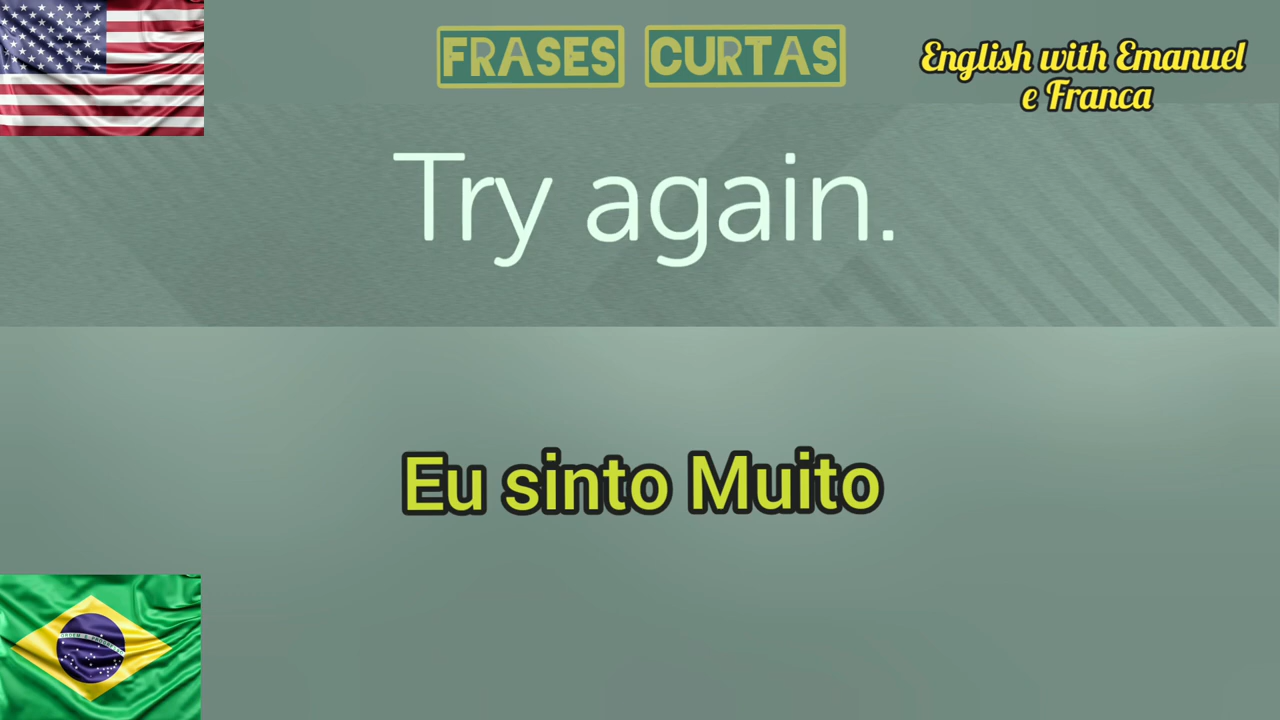 FRASES CURTAS
English with Emanuel
e Franca
Try again.
Eu sinto Muito